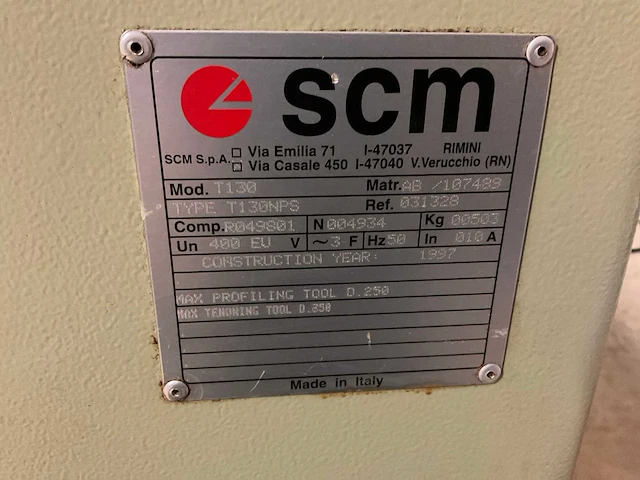 scm
SCM S.p.A. Via Emilia 71 I-47037 RIMINI
Via Casale 450 I-47040 V.Verucchio (RN)
Mod. T130 Matr. AB /107489
TYPE T130NPS Ref. 031328
Comp. R049801 N 004934 Kg 00503
Un 400 EU V ~ 3 F Hz 50 In 010 A
CONSTRUCTION YEAR: 1997
MAX PROFILING TOOL D.250
MAX TENONING TOOL D.350
Made in Italy